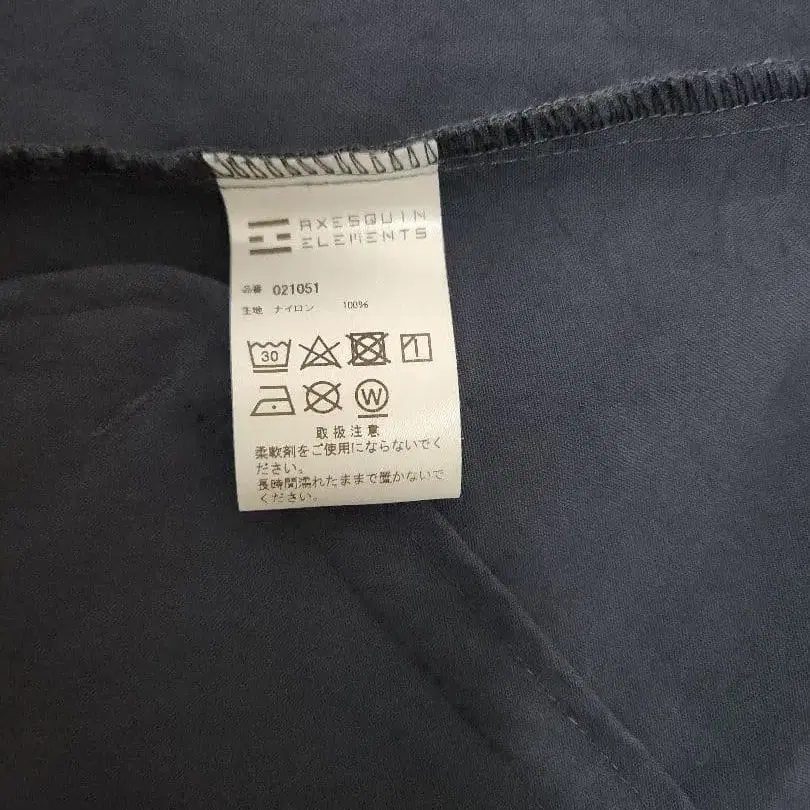 AXESQUIN
ELEMENTS
品番 021051
生地 ナイロン 100%
30
W
取扱注意
柔軟剤をご使用にならないでく
ださい。
長時間濡れたままで置かないで
ください。